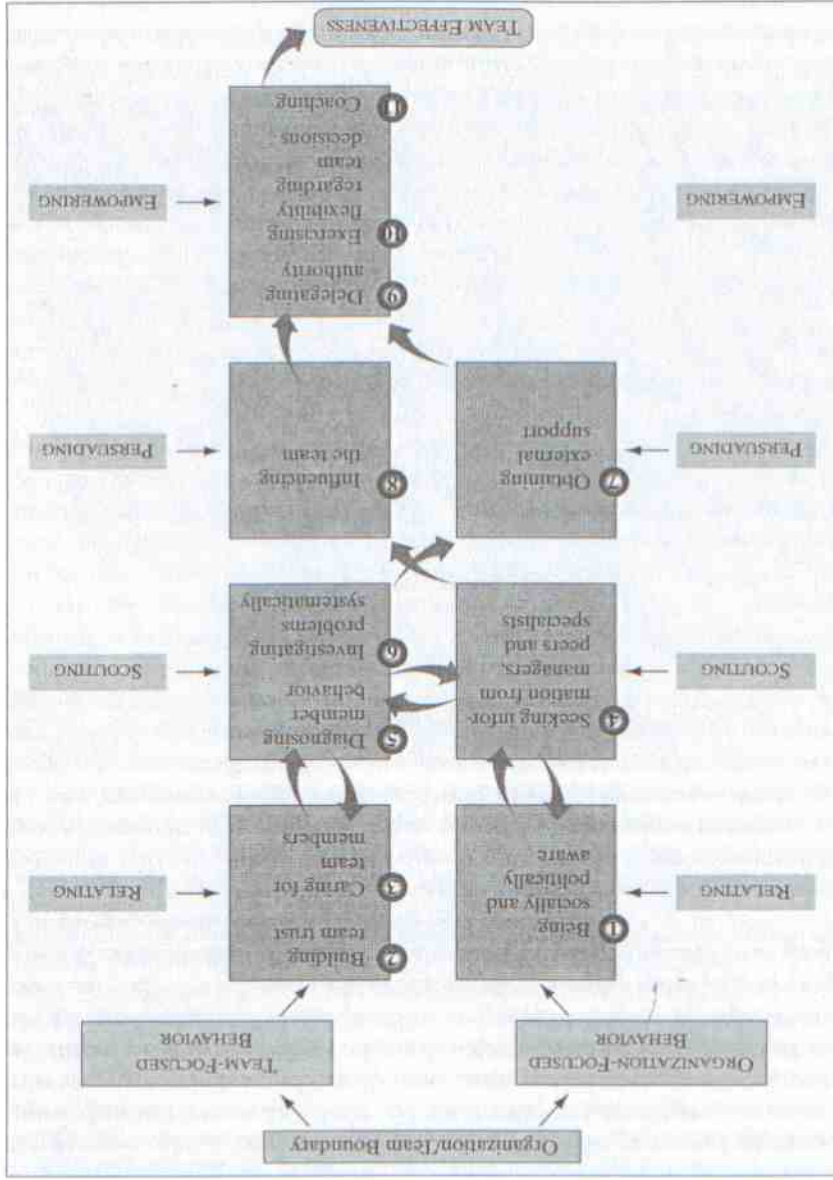 Organization/Team Boundary
ORGANIZATION-FOCUSED
BEHAVIOR
TEAM-FOCUSED
BEHAVIOR
RELATING
1 Being
socially and
politically
aware
2 Building
team trust
3 Caring for
team
members
RELATING
SCOUTING
4 Seeking infor-
mation from
managers,
peers and
specialists
5 Diagnosing
member
behavior
6 Investigating
problems
systematically
SCOUTING
PERSUADING
7 Obtaining
external
support
8 Influencing
the team
PERSUADING
EMPOWERING
9 Delegating
authority
10 Exercising
flexibility
regarding
team
decisions
11 Coaching
EMPOWERING
TEAM EFFECTIVENESS